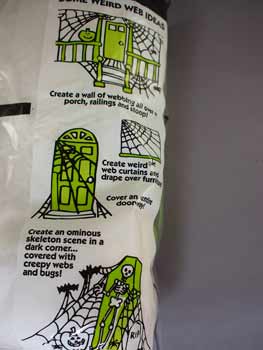 SOME WEIRD WEB IDEAS
Create a wall of webbing all over a
porch, railings and stoop!
Create weird
web curtains and
drape over furniture
Cover an entire
doorway!
Create an ominous
skeleton scene in a
dark corner...
covered with
creepy webs
and bugs!
RIP